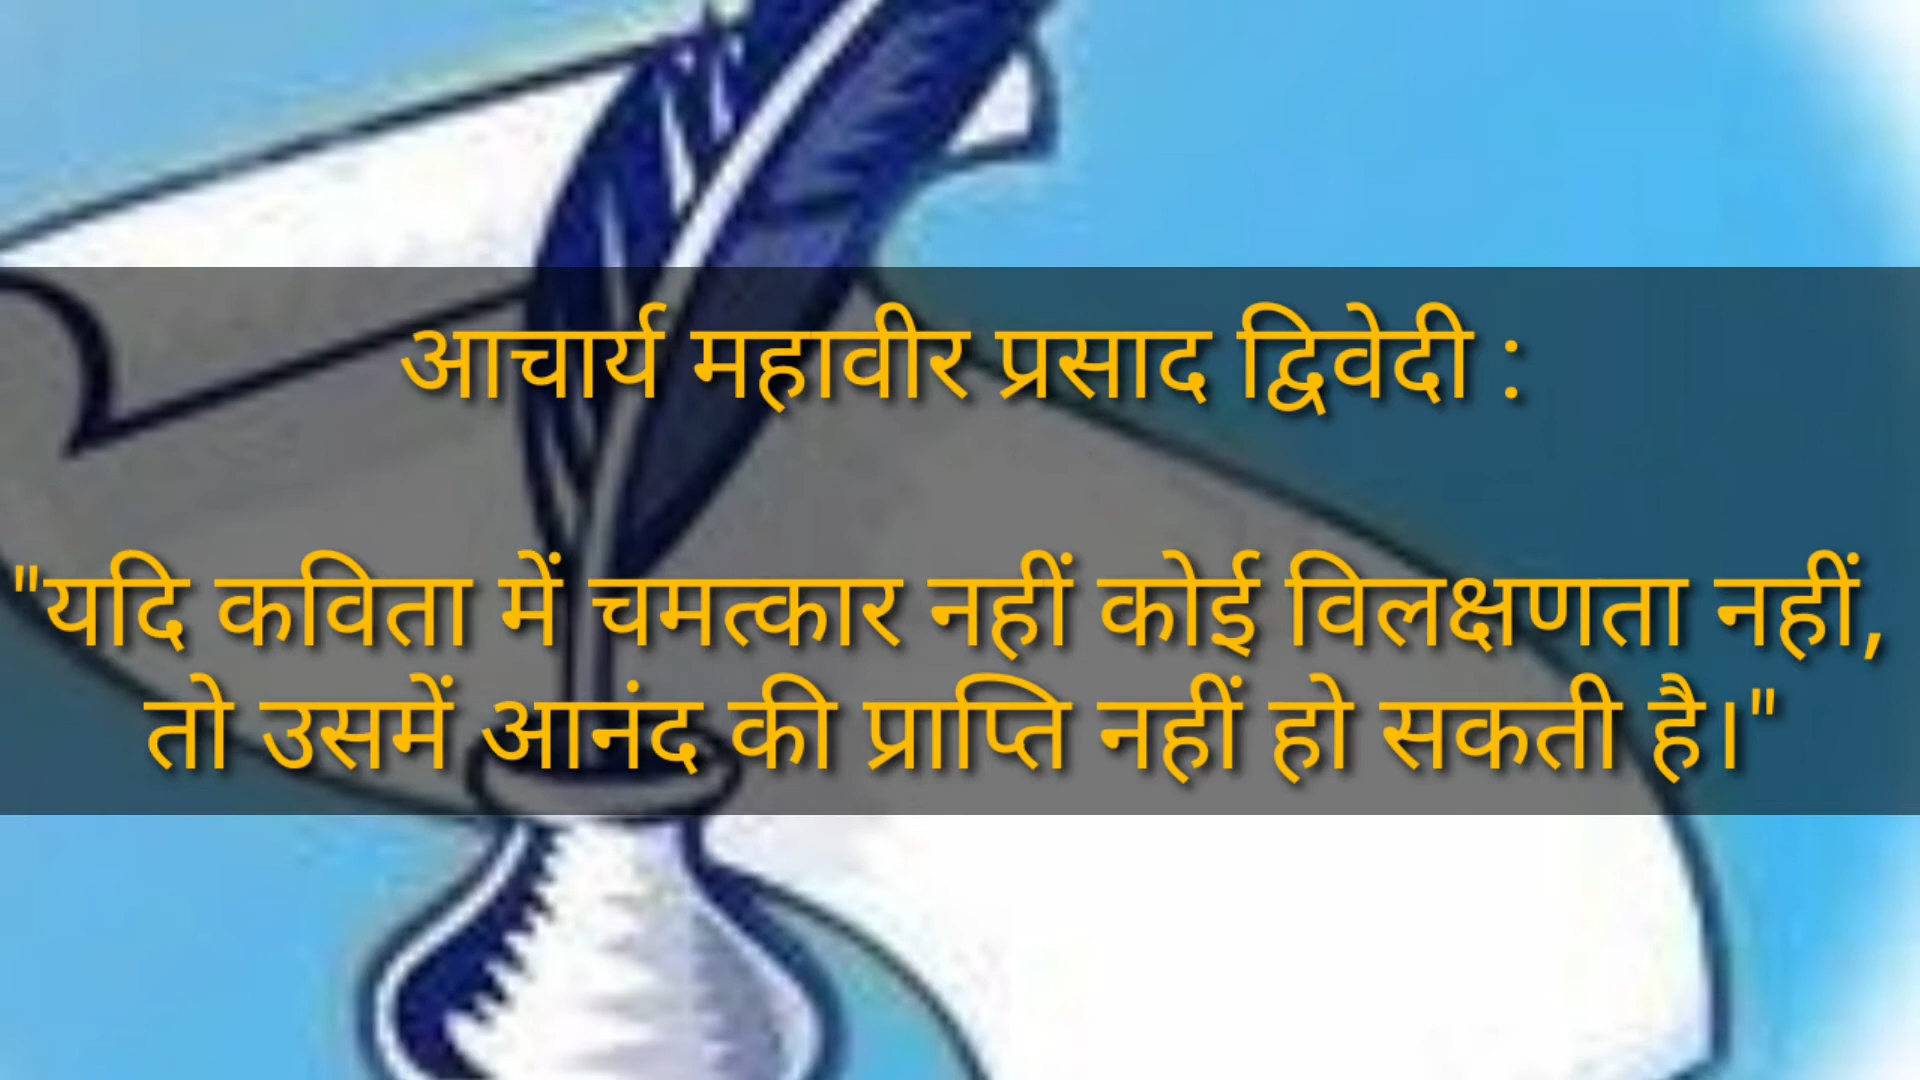 आचार्य महावीर प्रसाद द्विवेदी :
"यदि कविता में चमत्कार नहीं कोई विलक्षणता नहीं,
तो उसमें आनंद की प्राप्ति नहीं हो सकती है।"